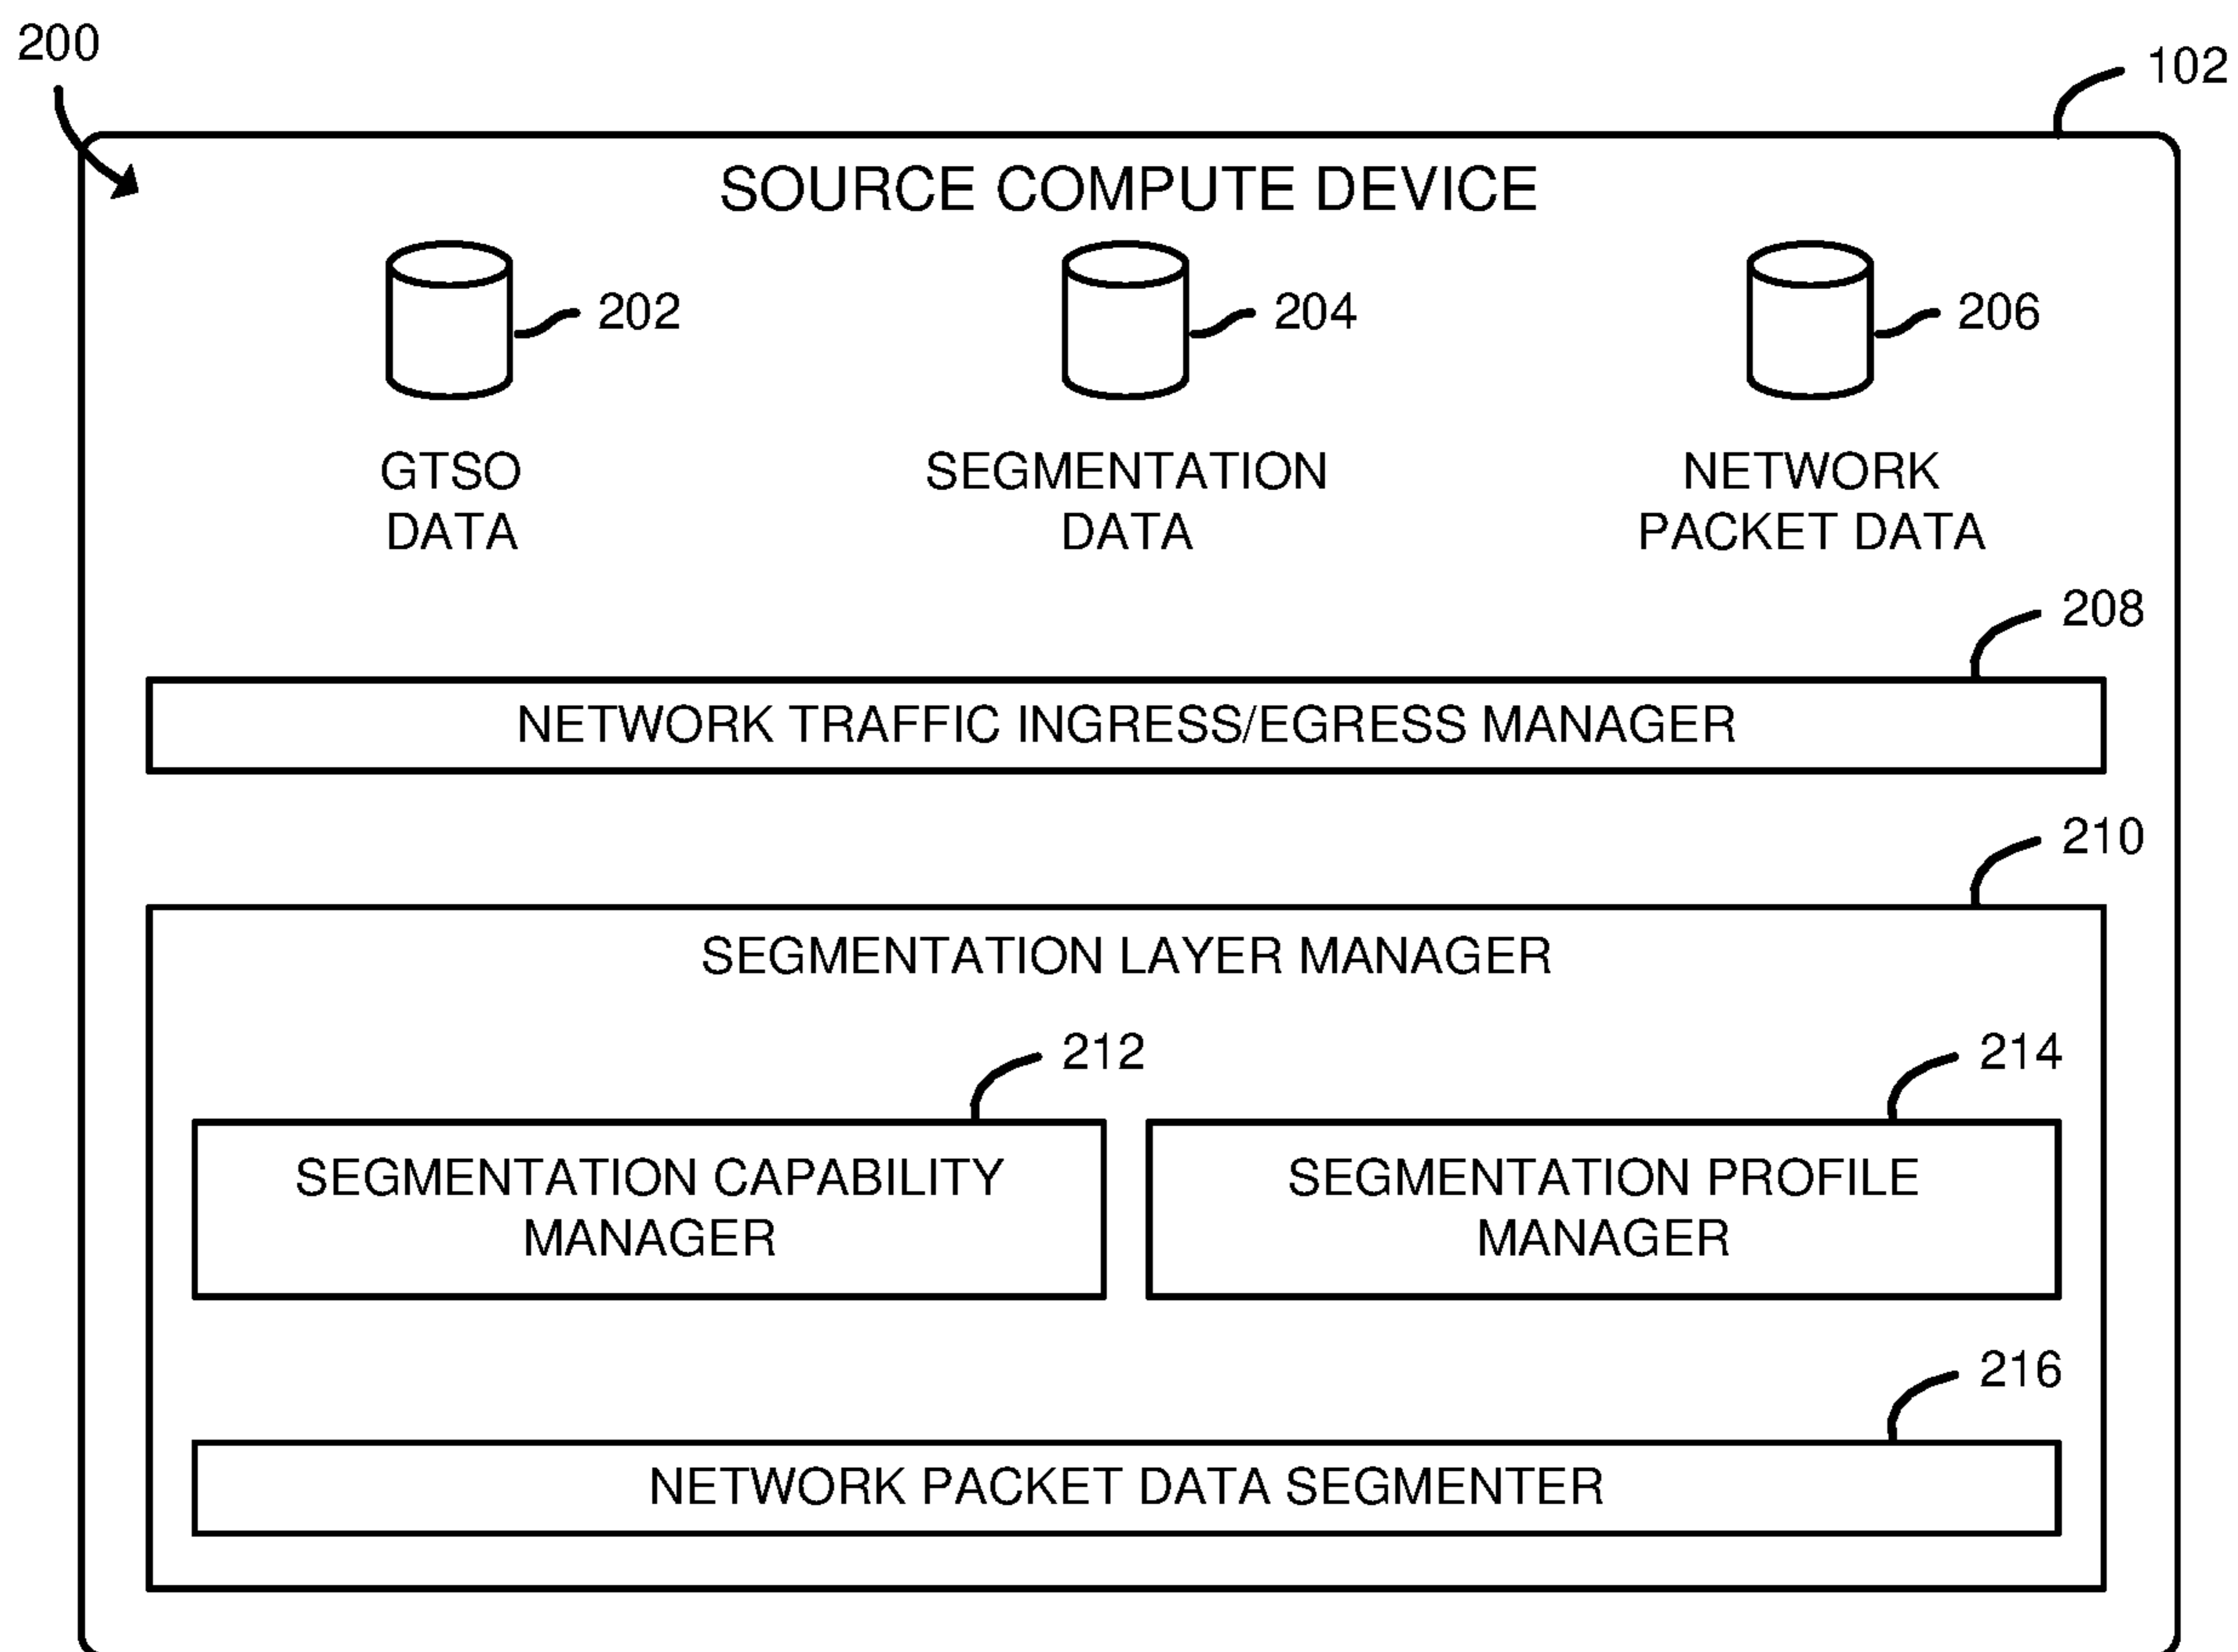 200
102
SOURCE COMPUTE DEVICE
202
204
206
GTSO
DATA
SEGMENTATION
DATA
NETWORK
PACKET DATA
208
NETWORK TRAFFIC INGRESS/EGRESS MANAGER
210
SEGMENTATION LAYER MANAGER
212
214
SEGMENTATION CAPABILITY
MANAGER
SEGMENTATION PROFILE
MANAGER
216
NETWORK PACKET DATA SEGMENTER